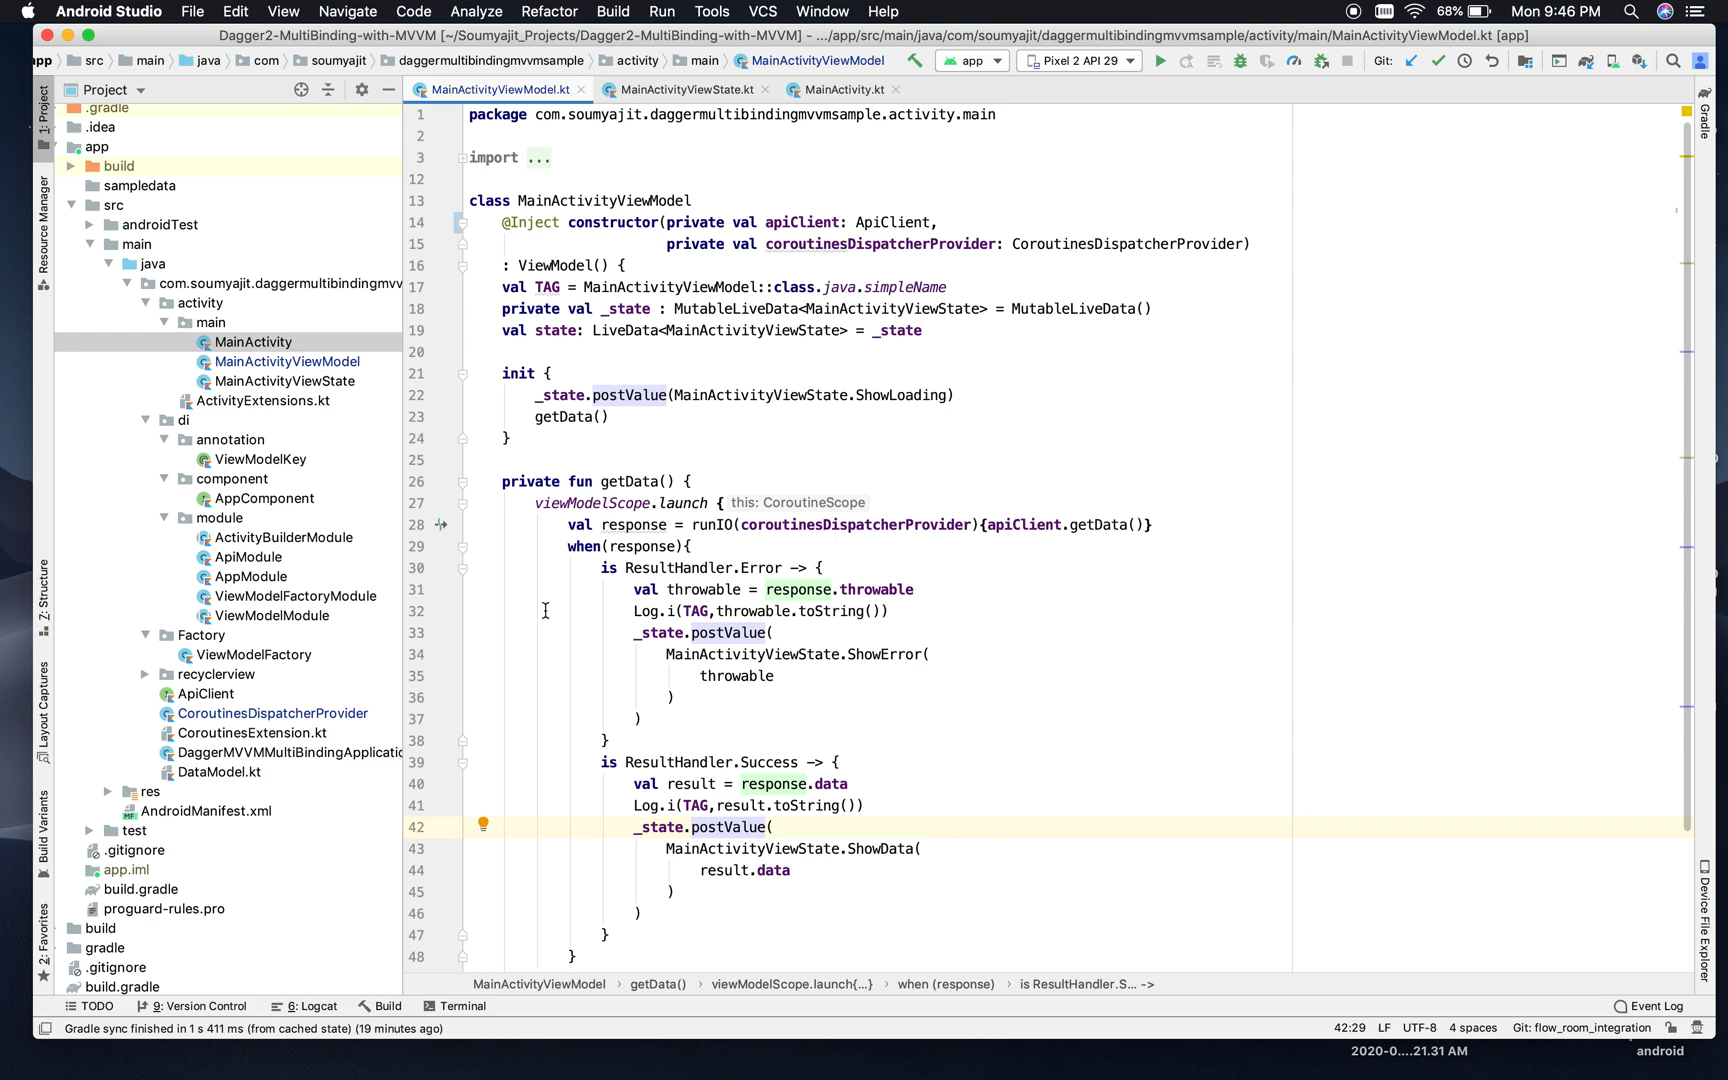 Android Studio File Edit View Navigate Code Analyze Refactor Build Run Tools VCS Window Help 68% Mon 9:46 PM
Dagger2-MultiBinding-with-MVVM [~/Soumyajit_Projects/Dagger2-MultiBinding-with-MVVM] - .../app/src/main/java/com/soumyajit/daggermultibindingmvvmsample/activity/main/MainActivityViewModel.kt [app]
app src main java com soumyajit daggermultibindingmvvmsample activity main MainActivityViewModel app Pixel 2 API 29 Git:
Project MainActivityViewModel.kt MainActivityViewState.kt MainActivity.kt
1: Project
Resource Manager
Z: Structure
Layout Captures
Build Variants
2: Favorites
.gradle
.idea
app
build
sampledata
src
androidTest
main
java
com.soumyajit.daggermultibindingmvv
activity
main
MainActivity
MainActivityViewModel
MainActivityViewState
ActivityExtensions.kt
di
annotation
ViewModelKey
component
AppComponent
module
ActivityBuilderModule
ApiModule
AppModule
ViewModelFactoryModule
ViewModelModule
Factory
ViewModelFactory
recyclerview
ApiClient
CoroutinesDispatcherProvider
CoroutinesExtension.kt
DaggerMVVMMultiBindingApplicatio
DataModel.kt
res
AndroidManifest.xml
test
.gitignore
app.iml
build.gradle
proguard-rules.pro
build
gradle
.gitignore
build.gradle
1 package com.soumyajit.daggermultibindingmvvmsample.activity.main
2
3 import ...
12
13 class MainActivityViewModel
14 @Inject constructor(private val apiClient: ApiClient,
15 private val coroutinesDispatcherProvider: CoroutinesDispatcherProvider)
16 : ViewModel() {
17 val TAG = MainActivityViewModel::class.java.simpleName
18 private val _state : MutableLiveData<MainActivityViewState> = MutableLiveData()
19 val state: LiveData<MainActivityViewState> = _state
20
21 init {
22 _state.postValue(MainActivityViewState.ShowLoading)
23 getData()
24 }
25
26 private fun getData() {
27 viewModelScope.launch { this: CoroutineScope
28 val response = runIO(coroutinesDispatcherProvider){apiClient.getData()}
29 when(response){
30 is ResultHandler.Error -> {
31 val throwable = response.throwable
32 Log.i(TAG,throwable.toString())
33 _state.postValue(
34 MainActivityViewState.ShowError(
35 throwable
36 )
37 )
38 }
39 is ResultHandler.Success -> {
40 val result = response.data
41 Log.i(TAG,result.toString())
42 _state.postValue(
43 MainActivityViewState.ShowData(
44 result.data
45 )
46 )
47 }
48 }
Gradle
Device File Explorer
MainActivityViewModel › getData() › viewModelScope.launch{...} › when (response) › is ResultHandler.S... ->
TODO 9: Version Control 6: Logcat Build Terminal Event Log
Gradle sync finished in 1 s 411 ms (from cached state) (19 minutes ago) 42:29 LF UTF-8 4 spaces Git: flow_room_integration
2020-0....21.31 AM android